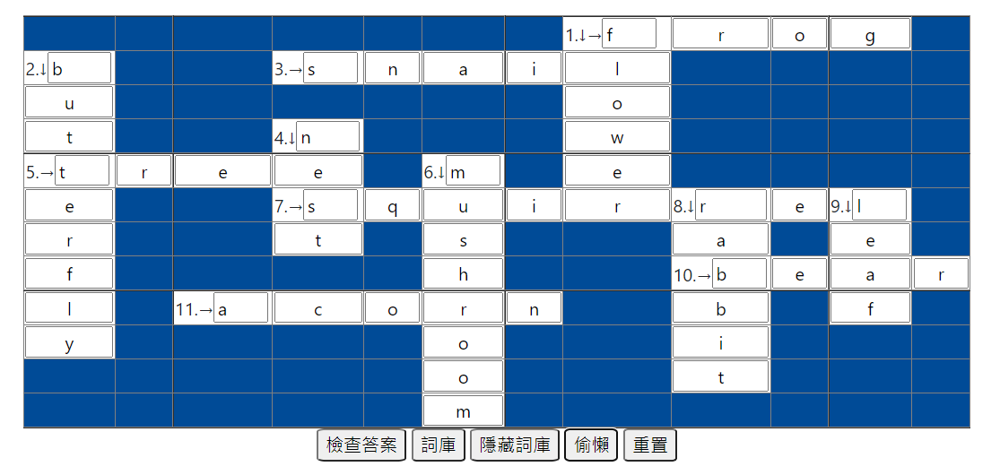 1.↓→f r o g
2.↓b 3.→s n a i l
u o
t 4.↓n w
5.→t r e e 6.↓m e
e 7.→s q u i r 8.↓r e 9.↓l
r t s a e
f h 10.→b e a r
l 11.→a c o r n b f
y o i
o t
m
檢查答案 詞庫 隱藏詞庫 偷懶 重置